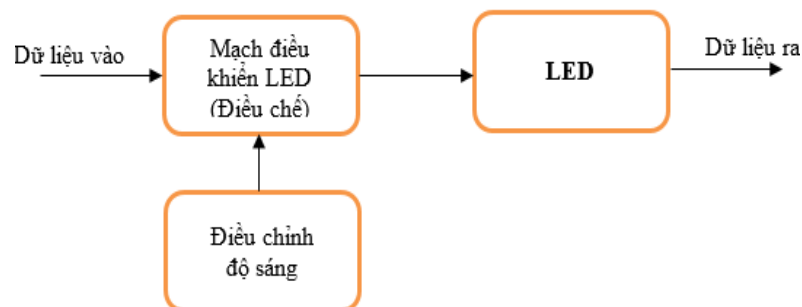 Dữ liệu vào
Mạch điều
khiển LED
(Điều chế)
LED
Dữ liệu ra
Điều chỉnh
độ sáng